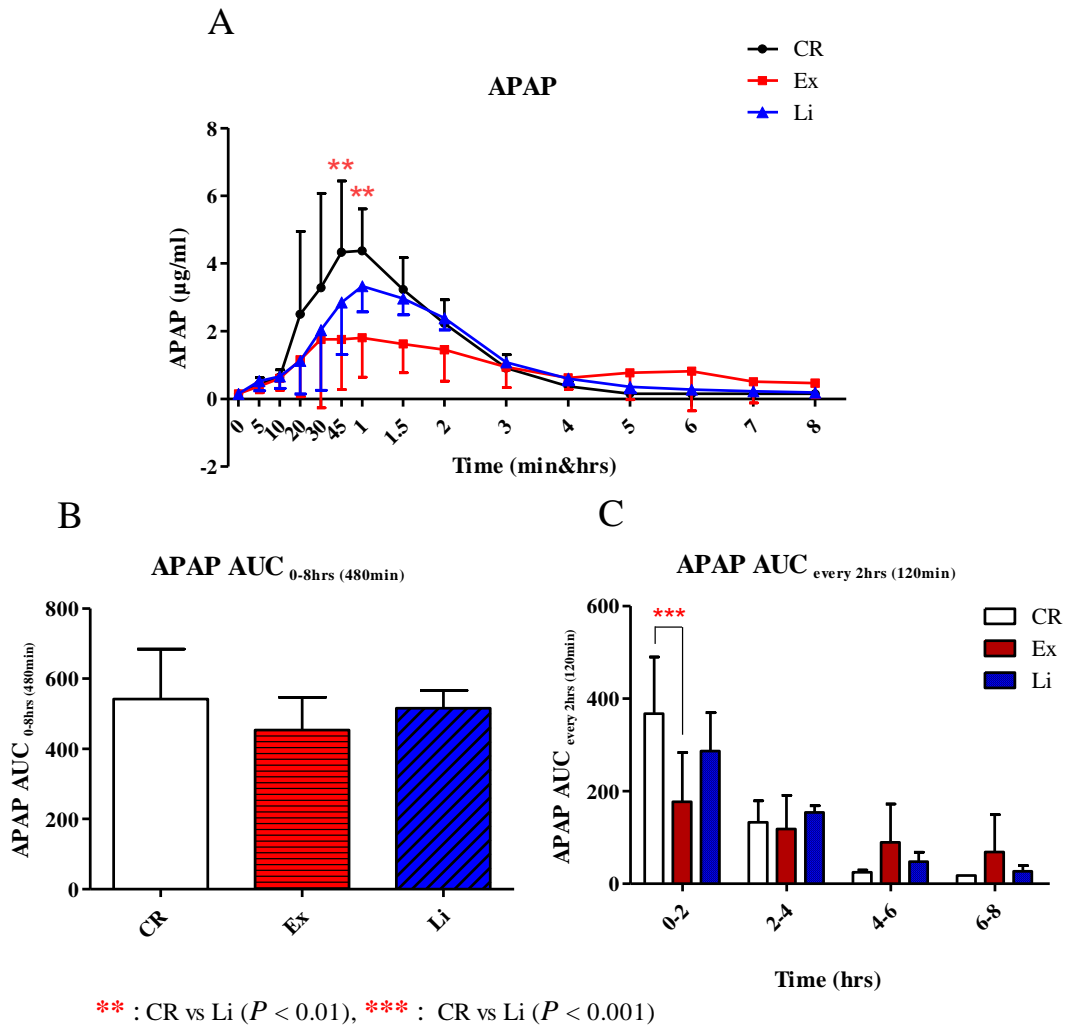 A
CR
Ex
Li
APAP
**
**
APAP (µg/ml)
8
6
4
2
0
-2
0
5
10
20
30
45
1
1.5
2
3
4
5
6
7
8
Time (min&hrs)
B
APAP AUC 0-8hrs (480min)
APAP AUC 0-8hrs (480min)
800
600
400
200
0
CR
Ex
Li
C
APAP AUC every 2hrs (120min)
CR
Ex
Li
***
APAP AUC every 2hrs (120min)
600
400
200
0
0-2
2-4
4-6
6-8
Time (hrs)
** : CR vs Li (P < 0.01), *** : CR vs Li (P < 0.001)